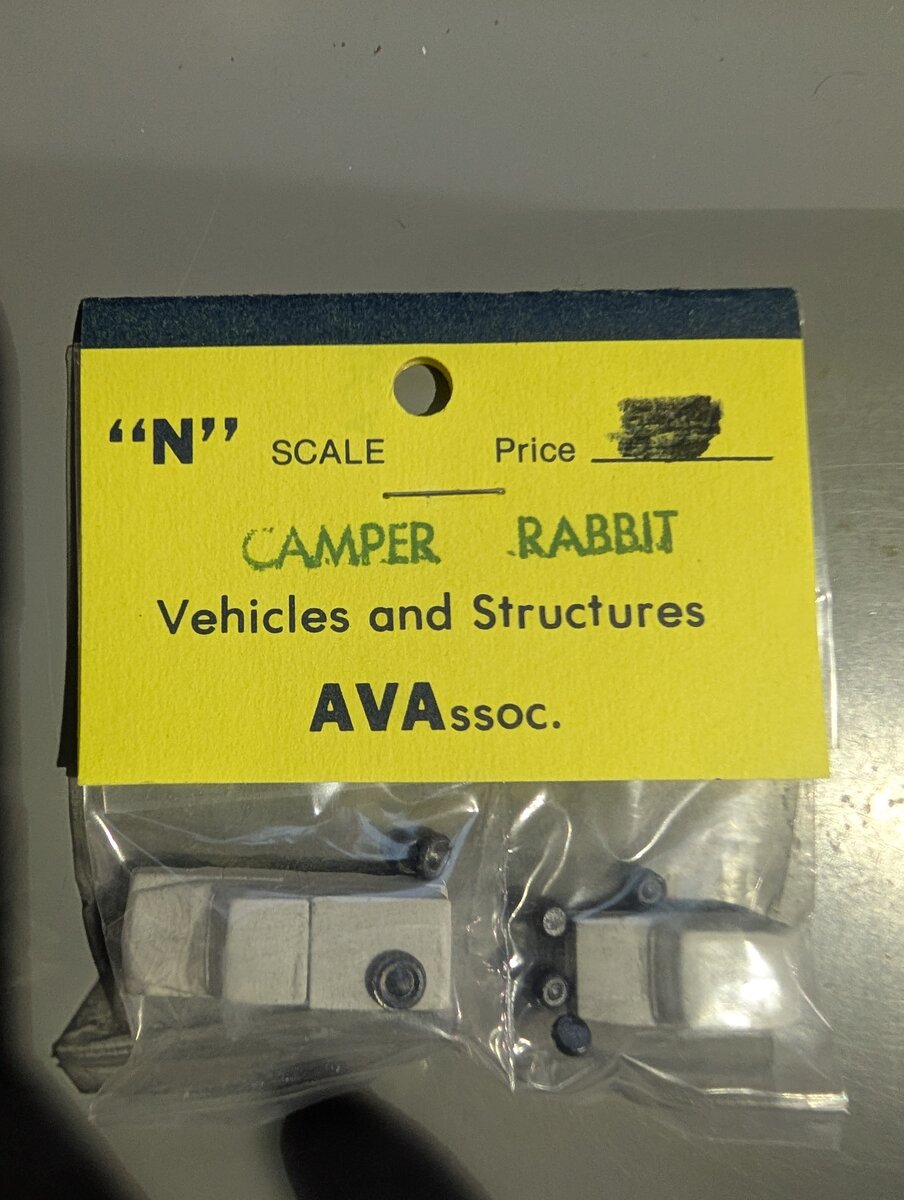 “N” SCALE Price
CAMPER RABBIT
Vehicles and Structures
AVAssoc.